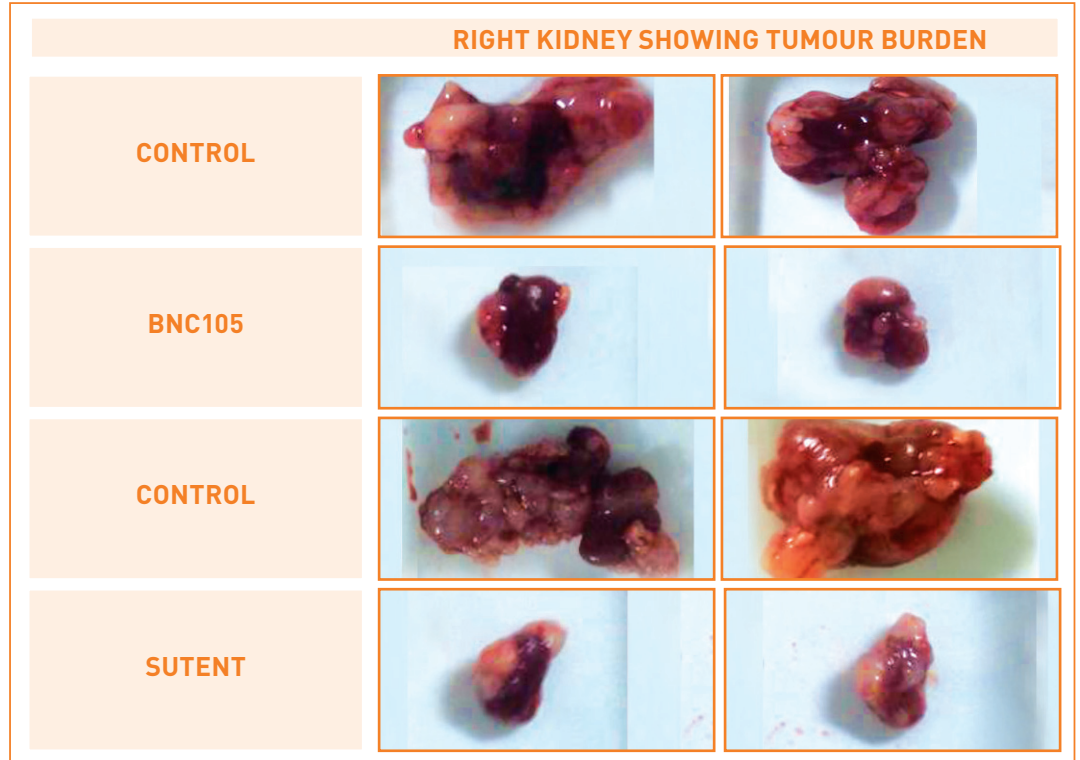 RIGHT KIDNEY SHOWING TUMOUR BURDEN
CONTROL
BNC105
CONTROL
SUTENT